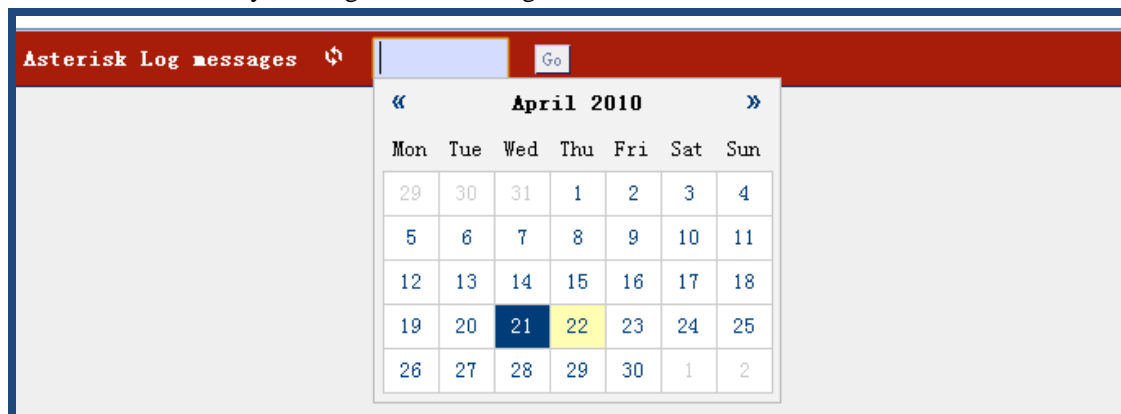 Asterisk Log messages Go
« April 2010 »
Mon Tue Wed Thu Fri Sat Sun
29 30 31 1 2 3 4
5 6 7 8 9 10 11
12 13 14 15 16 17 18
19 20 21 22 23 24 25
26 27 28 29 30 1 2